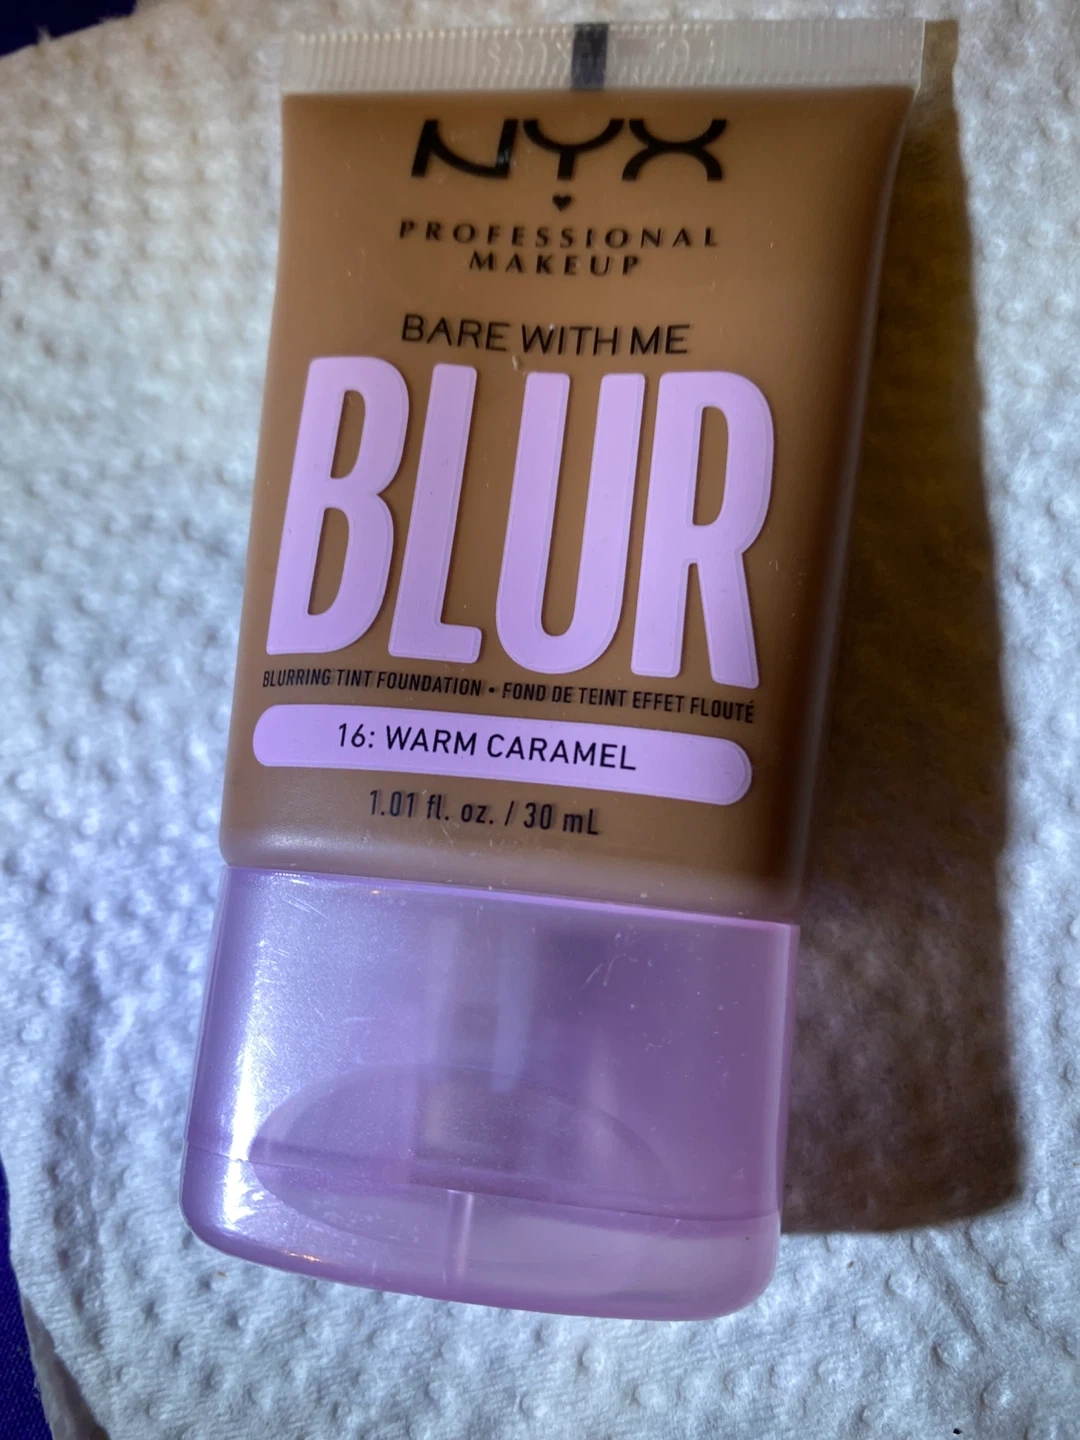 NYX
PROFESSIONAL
MAKEUP
BARE WITH ME
BLUR
BLURRING TINT FOUNDATION • FOND DE TEINT EFFET FLOUTÉ
16: WARM CARAMEL
1.01 fl. oz. / 30 mL